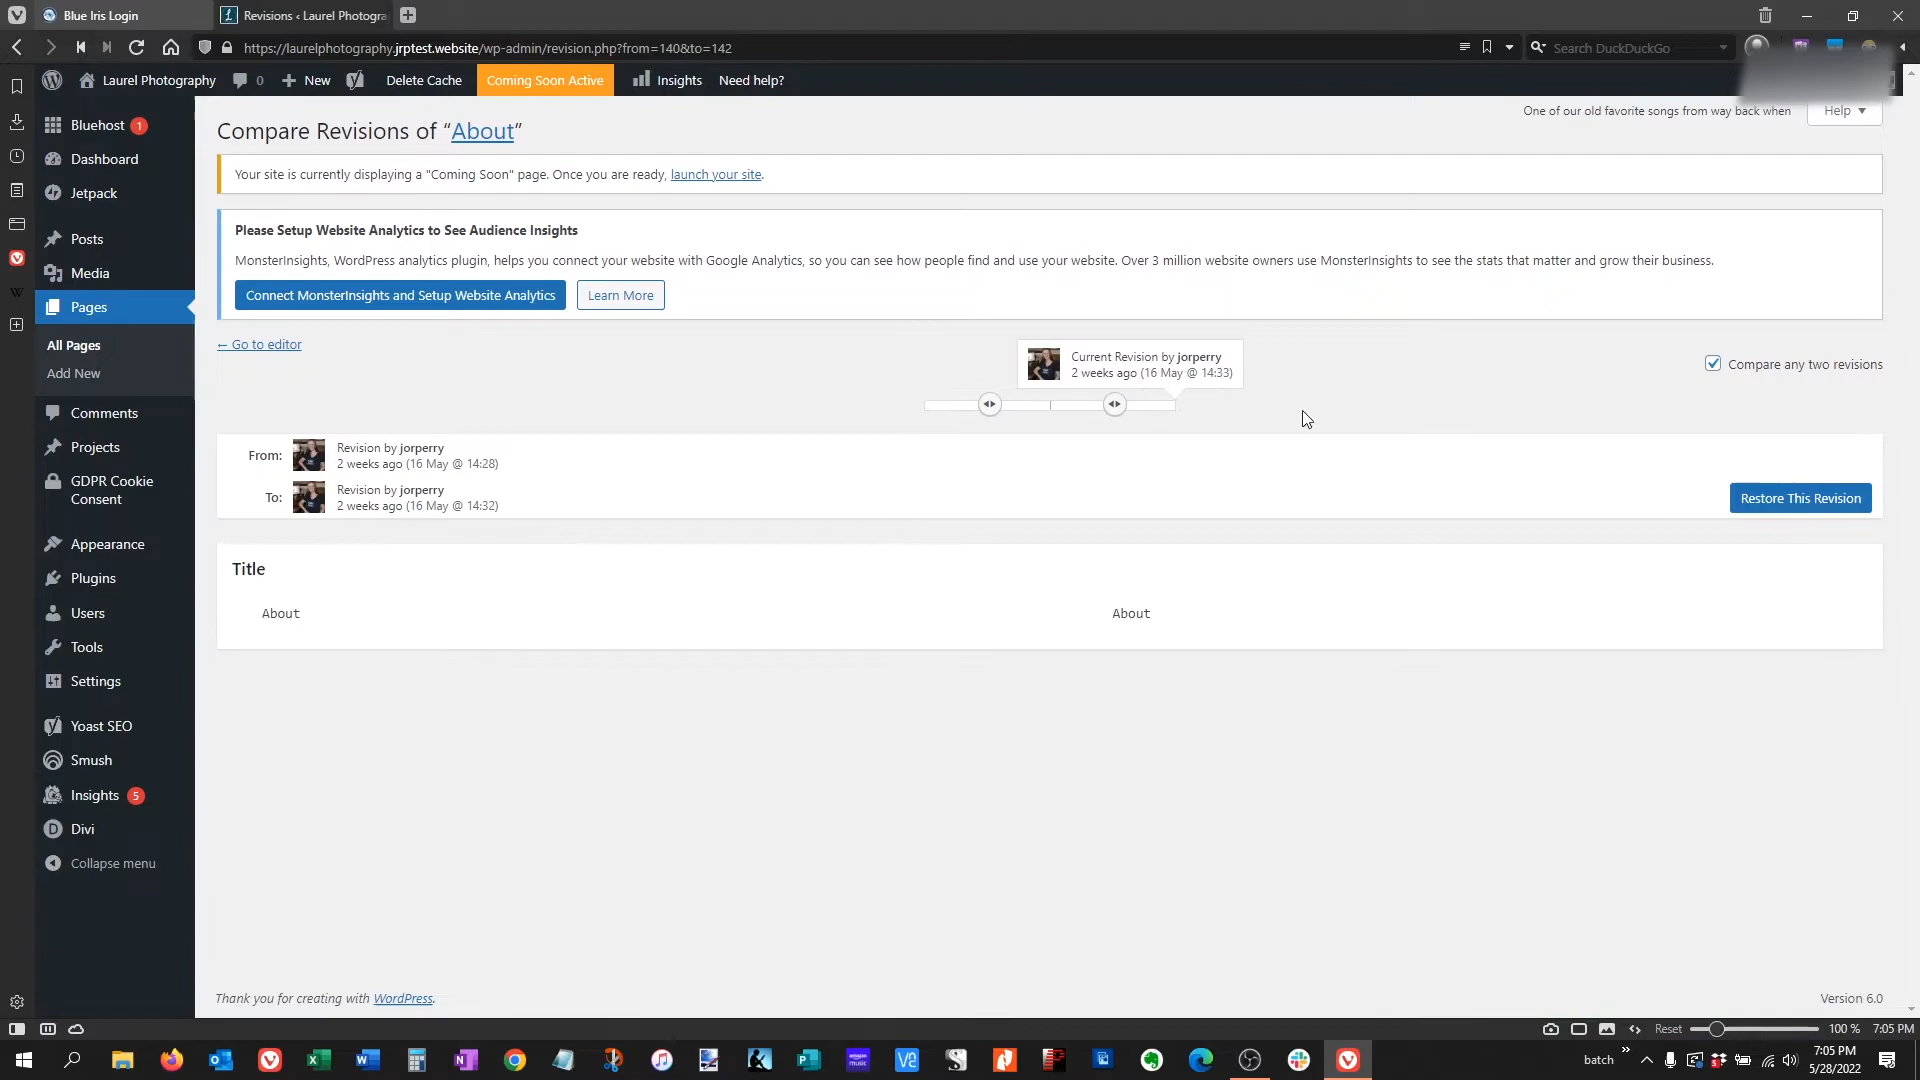 Blue Iris Login
Revisions ‹ Laurel Photogra
https://laurelphotography.jrptest.website/wp-admin/revision.php?from=140&to=142
Search DuckDuckGo
Laurel Photography
0
New
Delete Cache
Coming Soon Active
Insights
Need help?
Bluehost 1
Dashboard
Jetpack
Posts
Media
Pages
All Pages
Add New
Comments
Projects
GDPR Cookie
Consent
Appearance
Plugins
Users
Tools
Settings
Yoast SEO
Smush
Insights 5
Divi
Collapse menu
One of our old favorite songs from way back when
Help
Compare Revisions of “About”
Your site is currently displaying a "Coming Soon" page. Once you are ready, launch your site.
Please Setup Website Analytics to See Audience Insights
MonsterInsights, WordPress analytics plugin, helps you connect your website with Google Analytics, so you can see how people find and use your website. Over 3 million website owners use MonsterInsights to see the stats that matter and grow their business.
Connect MonsterInsights and Setup Website Analytics
Learn More
← Go to editor
Current Revision by jorperry
2 weeks ago (16 May @ 14:33)
Compare any two revisions
From:
Revision by jorperry
2 weeks ago (16 May @ 14:28)
To:
Revision by jorperry
2 weeks ago (16 May @ 14:32)
Restore This Revision
Title
About
About
Thank you for creating with WordPress.
Version 6.0
Reset
100 %
7:05 PM
batch
7:05 PM
5/28/2022